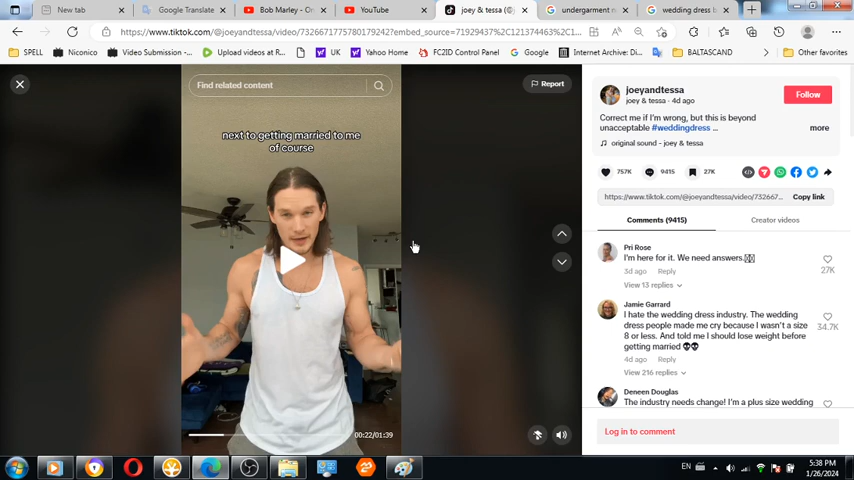 New tab
Google Translate
Bob Marley - On
YouTube
joey & tessa (@j
undergarment n
wedding dress b
https://www.tiktok.com/@joeyandtessa/video/7326671775780179242?embed_source=71929437%2C121374463%2C1...
SPELL
Niconico
Video Submission -...
Upload videos at R...
UK
Yahoo Home
FC2ID Control Panel
Google
Internet Archive: Di...
BALTASCAND
Other favorites
Find related content
Report
next to getting married to me
of course
00:22/01:39
joeyandtessa
joey & tessa · 4d ago
Follow
Correct me if I'm wrong, but this is beyond
unacceptable #weddingdress ...
more
original sound - joey & tessa
757K
9415
27K
https://www.tiktok.com/@joeyandtessa/video/732667...
Copy link
Comments (9415)
Creator videos
Pri Rose
I'm here for it. We need answers.
27K
3d ago
Reply
View 13 replies
Jamie Garrard
I hate the wedding dress industry. The wedding
dress people made me cry because I wasn't a size
8 or less. And told me I should lose weight before
getting married
34.7K
4d ago
Reply
View 216 replies
Deneen Douglas
The industry needs change! I'm a plus size wedding
Log in to comment
EN
5:38 PM
1/26/2024